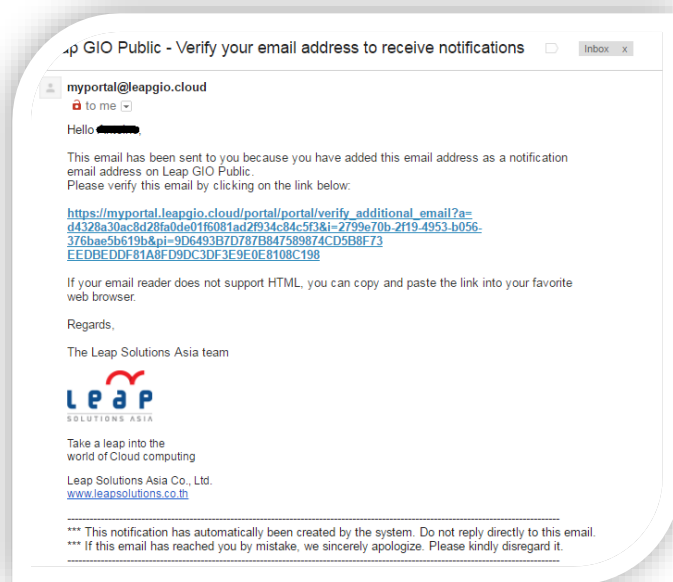 GIO Public - Verify your email address to receive notifications Inbox x
myportal@leapgio.cloud
to me
Hello
This email has been sent to you because you have added this email address as a notification
email address on Leap GIO Public.
Please verify this email by clicking on the link below:
https://myportal.leapgio.cloud/portal/portal/verify_additional_email?a=
d4328a30ac8d28fa0de01f6081ad2f934c84c5f3&i=2799e70b-2f19-4953-b056-
376bae5b619b&pi=9D6493B7D787B847589874CD5B8F73
EEDBEDDF81A8FD9DC3DF3E9E0E8108C198
If your email reader does not support HTML, you can copy and paste the link into your favorite
web browser.
Regards,
The Leap Solutions Asia team
Leap
SOLUTIONS ASIA
Take a leap into the
world of Cloud computing
Leap Solutions Asia Co., Ltd.
www.leapsolutions.co.th
*** This notification has automatically been created by the system. Do not reply directly to this email.
*** If this email has reached you by mistake, we sincerely apologize. Please kindly disregard it.